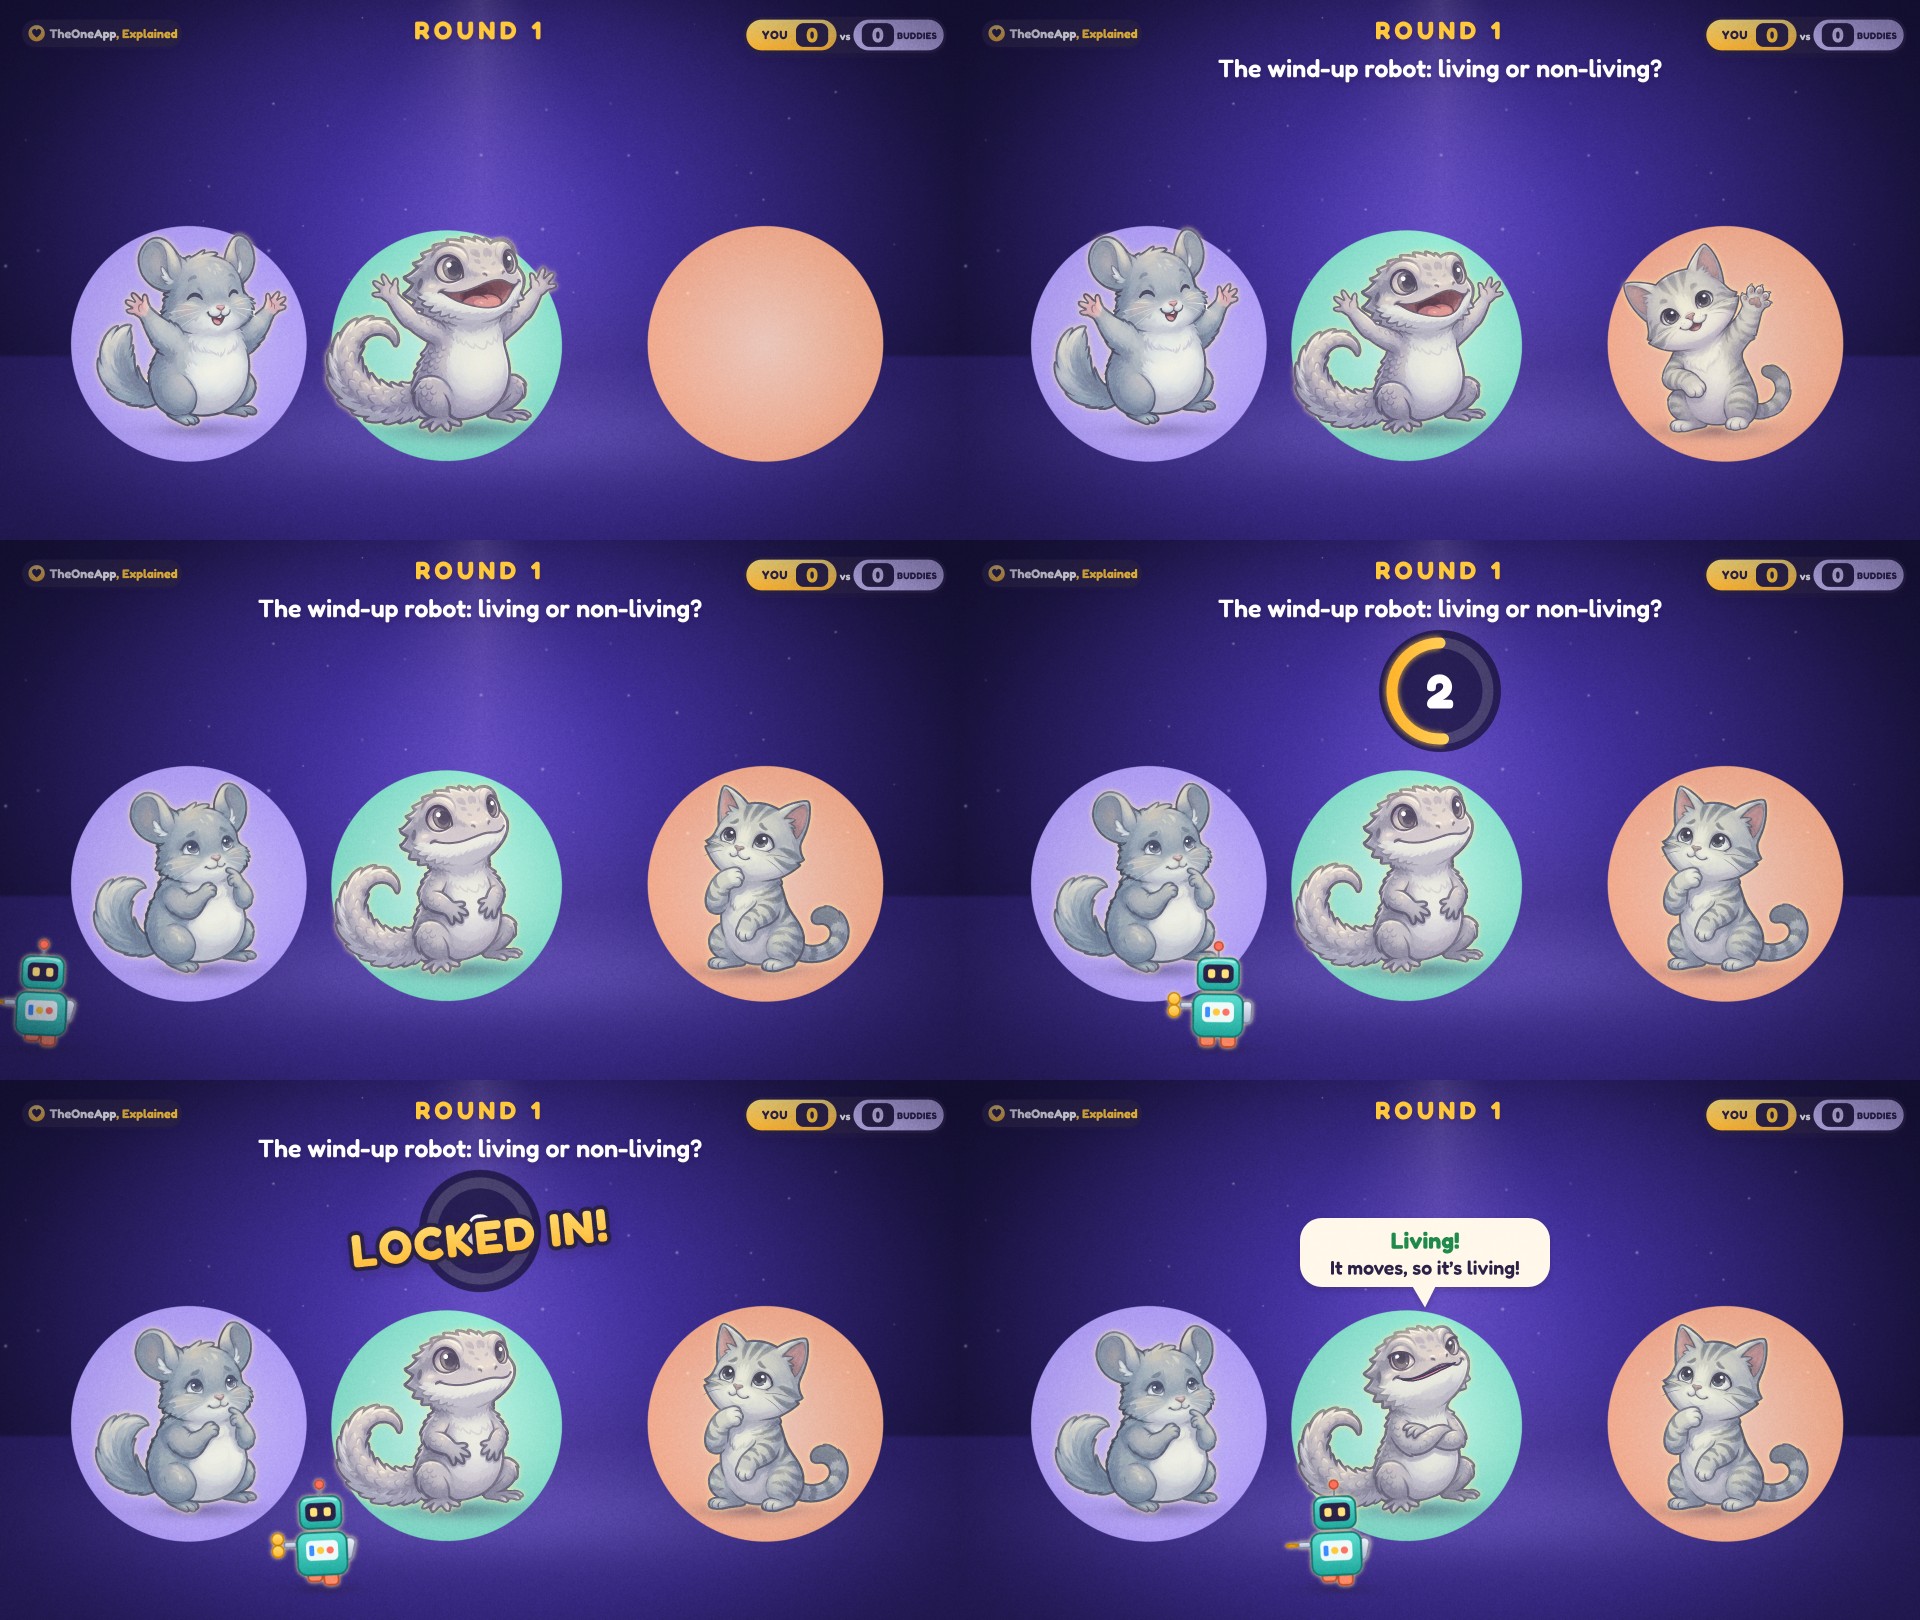 TheOneApp, Explained
ROUND 1
YOU 0 vs 0 BUDDIES
TheOneApp, Explained
ROUND 1
YOU 0 vs 0 BUDDIES
The wind-up robot: living or non-living?
TheOneApp, Explained
ROUND 1
YOU 0 vs 0 BUDDIES
The wind-up robot: living or non-living?
TheOneApp, Explained
ROUND 1
YOU 0 vs 0 BUDDIES
The wind-up robot: living or non-living?
2
TheOneApp, Explained
ROUND 1
YOU 0 vs 0 BUDDIES
The wind-up robot: living or non-living?
LOCKED IN!
TheOneApp, Explained
ROUND 1
YOU 0 vs 0 BUDDIES
Living!
It moves, so it's living!